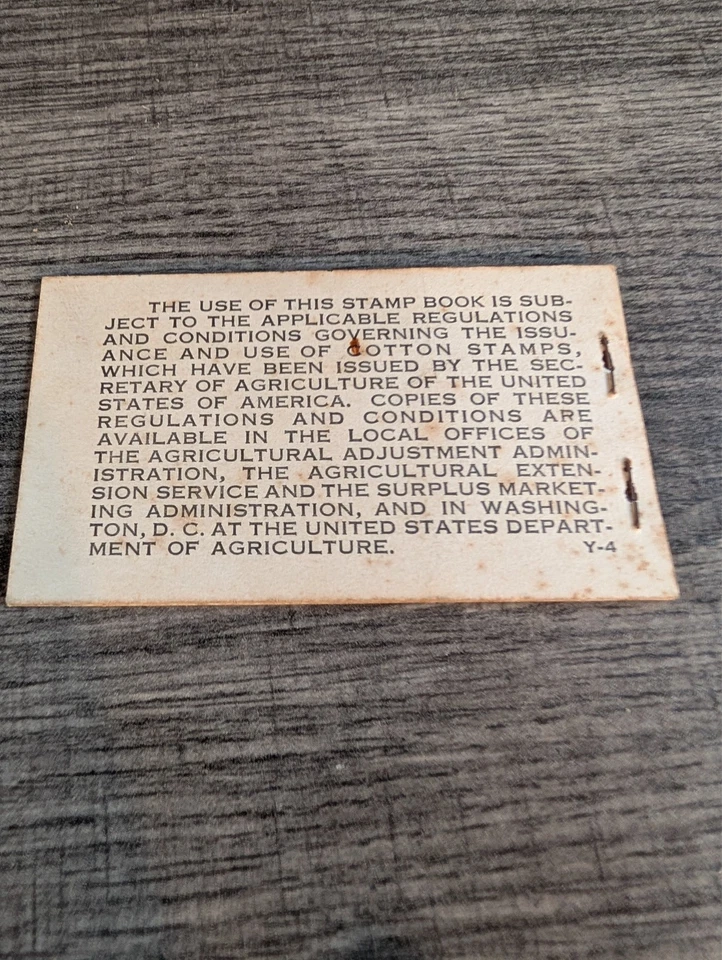 THE USE OF THIS STAMP BOOK IS SUB-
JECT TO THE APPLICABLE REGULATIONS
AND CONDITIONS GOVERNING THE ISSU-
ANCE AND USE OF COTTON STAMPS,
WHICH HAVE BEEN ISSUED BY THE SEC-
RETARY OF AGRICULTURE OF THE UNITED
STATES OF AMERICA. COPIES OF THESE
REGULATIONS AND CONDITIONS ARE
AVAILABLE IN THE LOCAL OFFICES OF
THE AGRICULTURAL ADJUSTMENT ADMIN-
ISTRATION, THE AGRICULTURAL EXTEN-
SION SERVICE AND THE SURPLUS MARKET-
ING ADMINISTRATION, AND IN WASHING-
TON, D. C. AT THE UNITED STATES DEPART-
MENT OF AGRICULTURE. Y-4